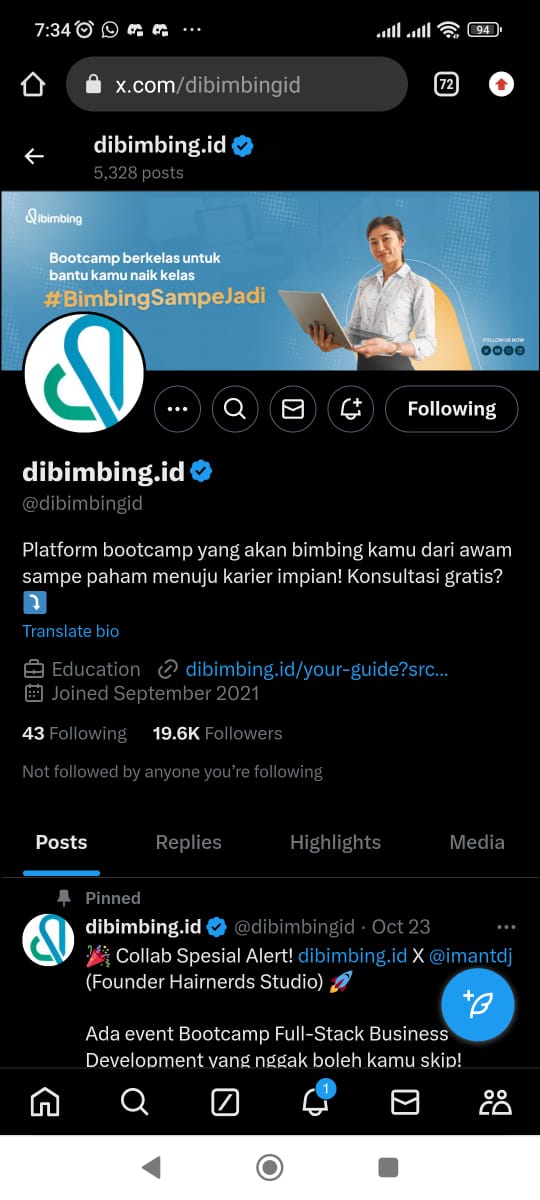 7:34
94
x.com/dibimbingid
72
dibimbing.id
5,328 posts
dibimbing
Bootcamp berkelas untuk
bantu kamu naik kelas
#BimbingSampeJadi
FOLLOW US NOW
Following
dibimbing.id
@dibimbingid
Platform bootcamp yang akan bimbing kamu dari awam
sampe paham menuju karier impian! Konsultasi gratis?
Translate bio
Education dibimbing.id/your-guide?src...
Joined September 2021
43 Following 19.6K Followers
Not followed by anyone you're following
Posts Replies Highlights Media
Pinned
dibimbing.id @dibimbingid · Oct 23
🎉 Collab Spesial Alert! dibimbing.id X @imantdj
(Founder Hairnerds Studio) 🚀
Ada event Bootcamp Full-Stack Business
Development yang nggak boleh kamu skip!
1